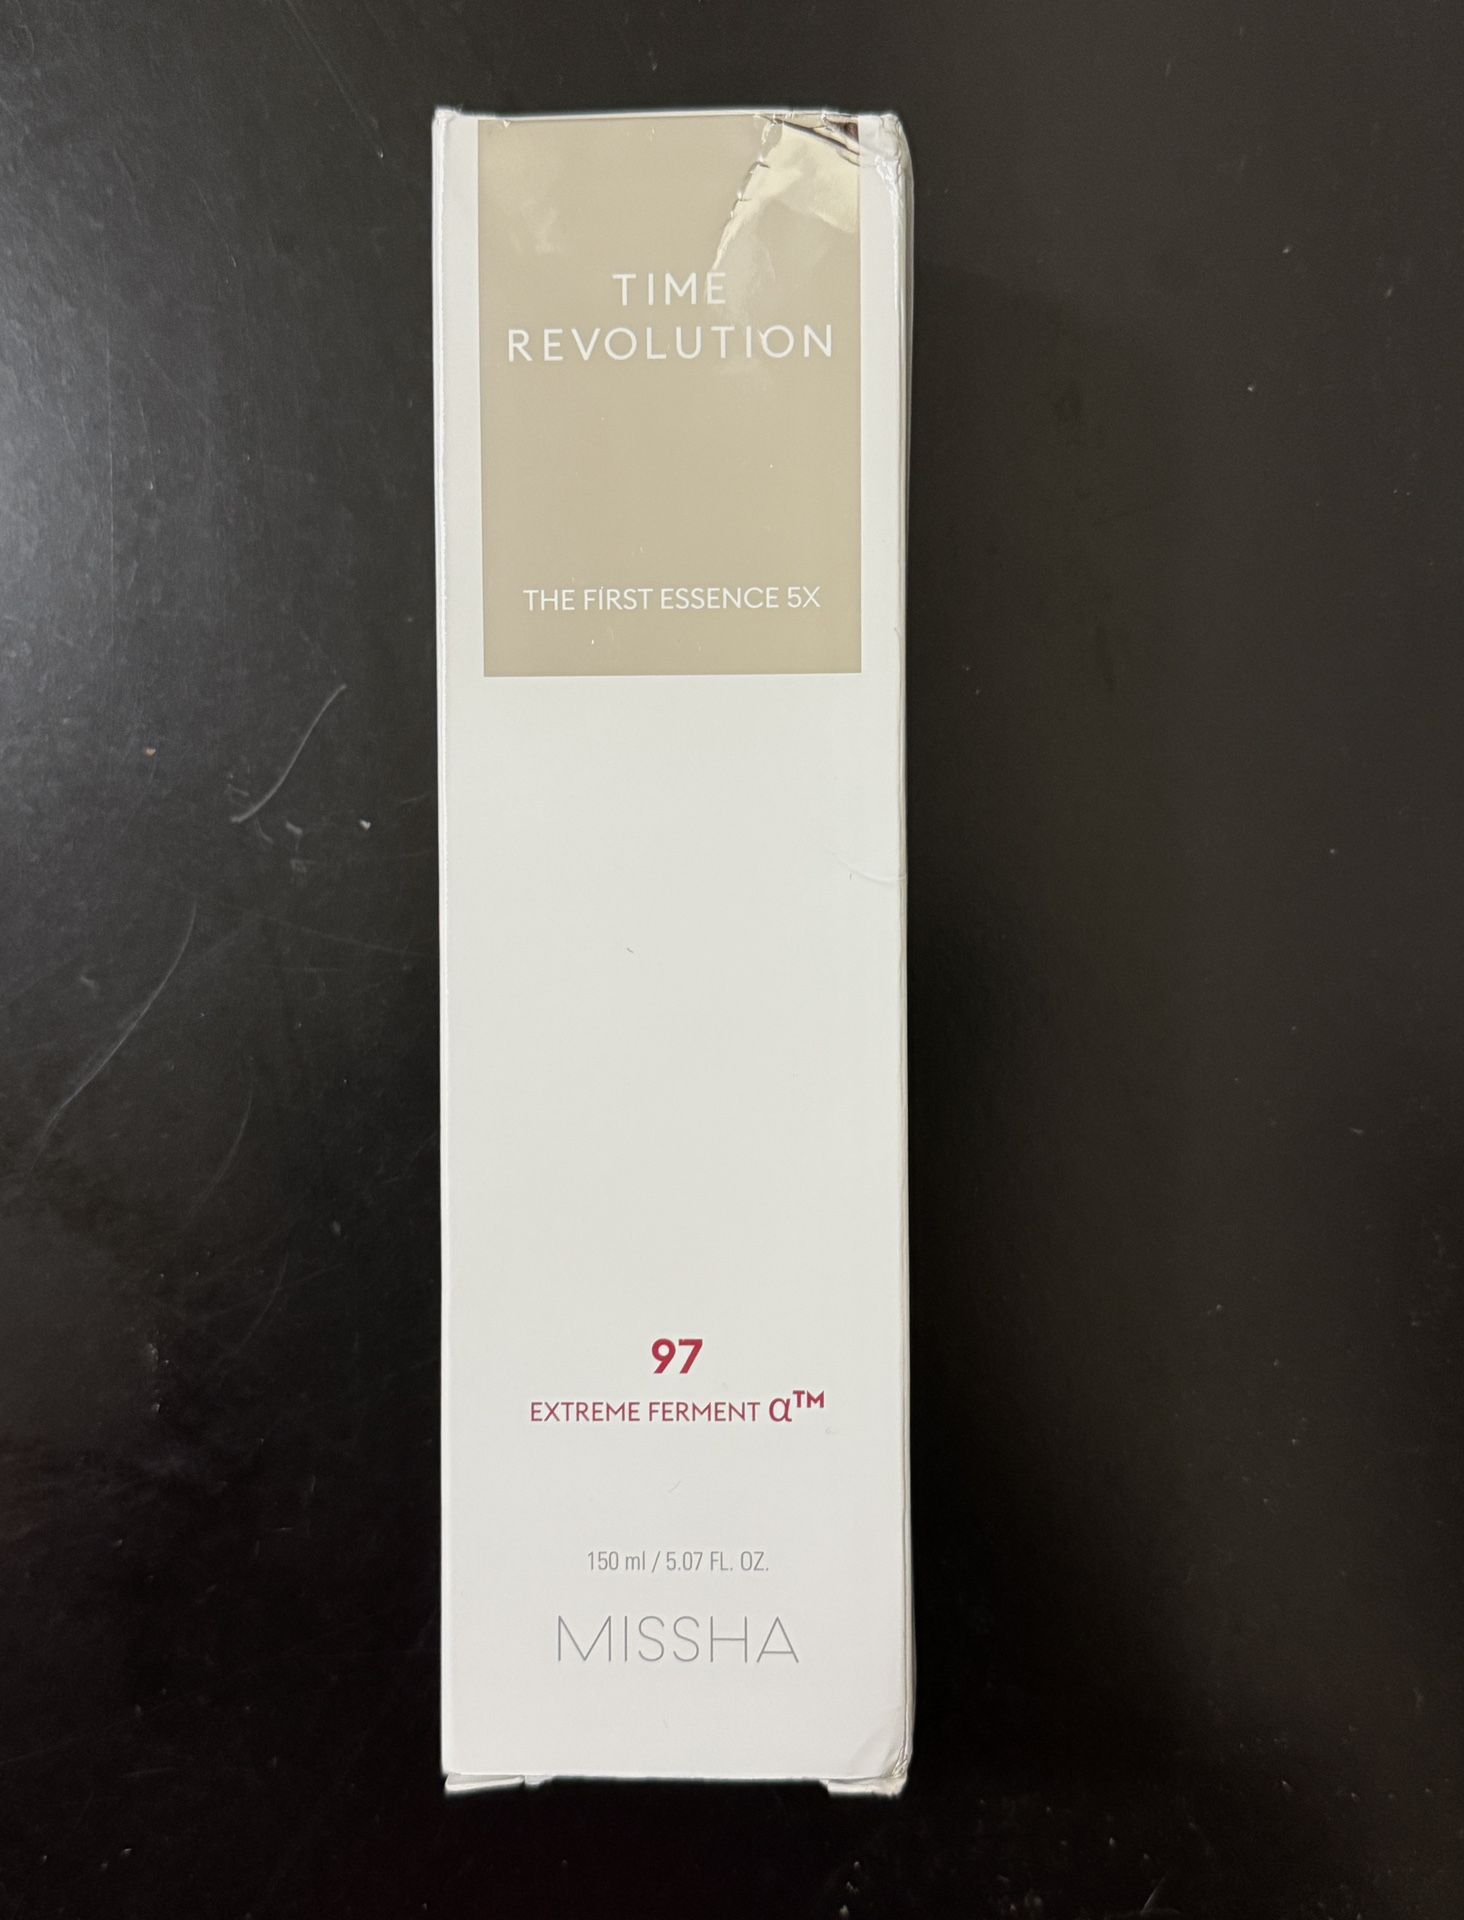 TIME
REVOLUTION
THE FIRST ESSENCE 5X
97
EXTREME FERMENT α™
150 ml / 5.07 FL. OZ.
MISSHA